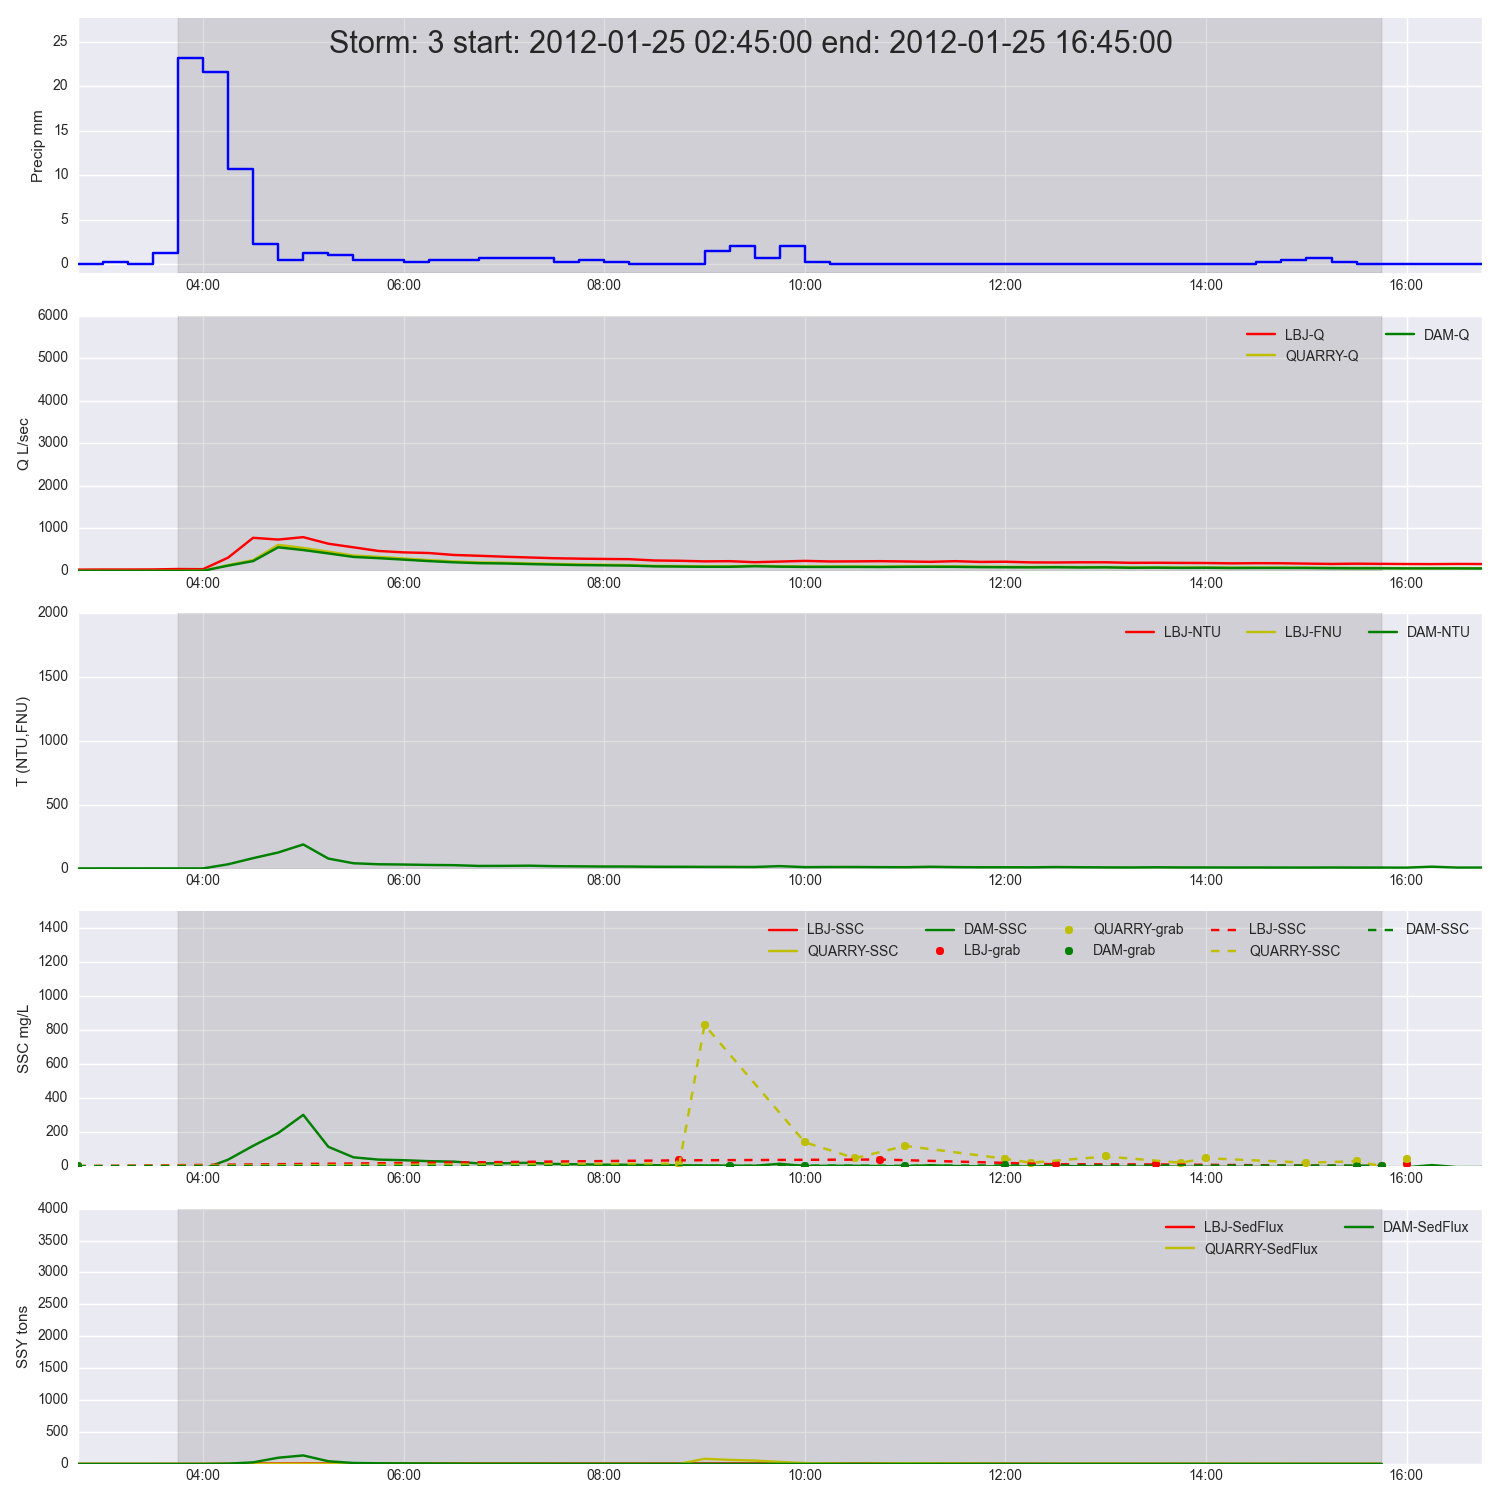 Storm: 3 start: 2012-01-25 02:45:00 end: 2012-01-25 16:45:00
Precip mm
25
20
15
10
5
0
04:00 06:00 08:00 10:00 12:00 14:00 16:00
Q L/sec
6000
5000
4000
3000
2000
1000
0
LBJ-Q DAM-Q
QUARRY-Q
04:00 06:00 08:00 10:00 12:00 14:00 16:00
T (NTU,FNU)
2000
1500
1000
500
0
LBJ-NTU LBJ-FNU DAM-NTU
04:00 06:00 08:00 10:00 12:00 14:00 16:00
SSC mg/L
1400
1200
1000
800
600
400
200
0
LBJ-SSC DAM-SSC QUARRY-grab LBJ-SSC DAM-SSC
QUARRY-SSC LBJ-grab DAM-grab QUARRY-SSC
04:00 06:00 08:00 10:00 12:00 14:00 16:00
SSY tons
4000
3500
3000
2500
2000
1500
1000
500
0
LBJ-SedFlux DAM-SedFlux
QUARRY-SedFlux
04:00 06:00 08:00 10:00 12:00 14:00 16:00